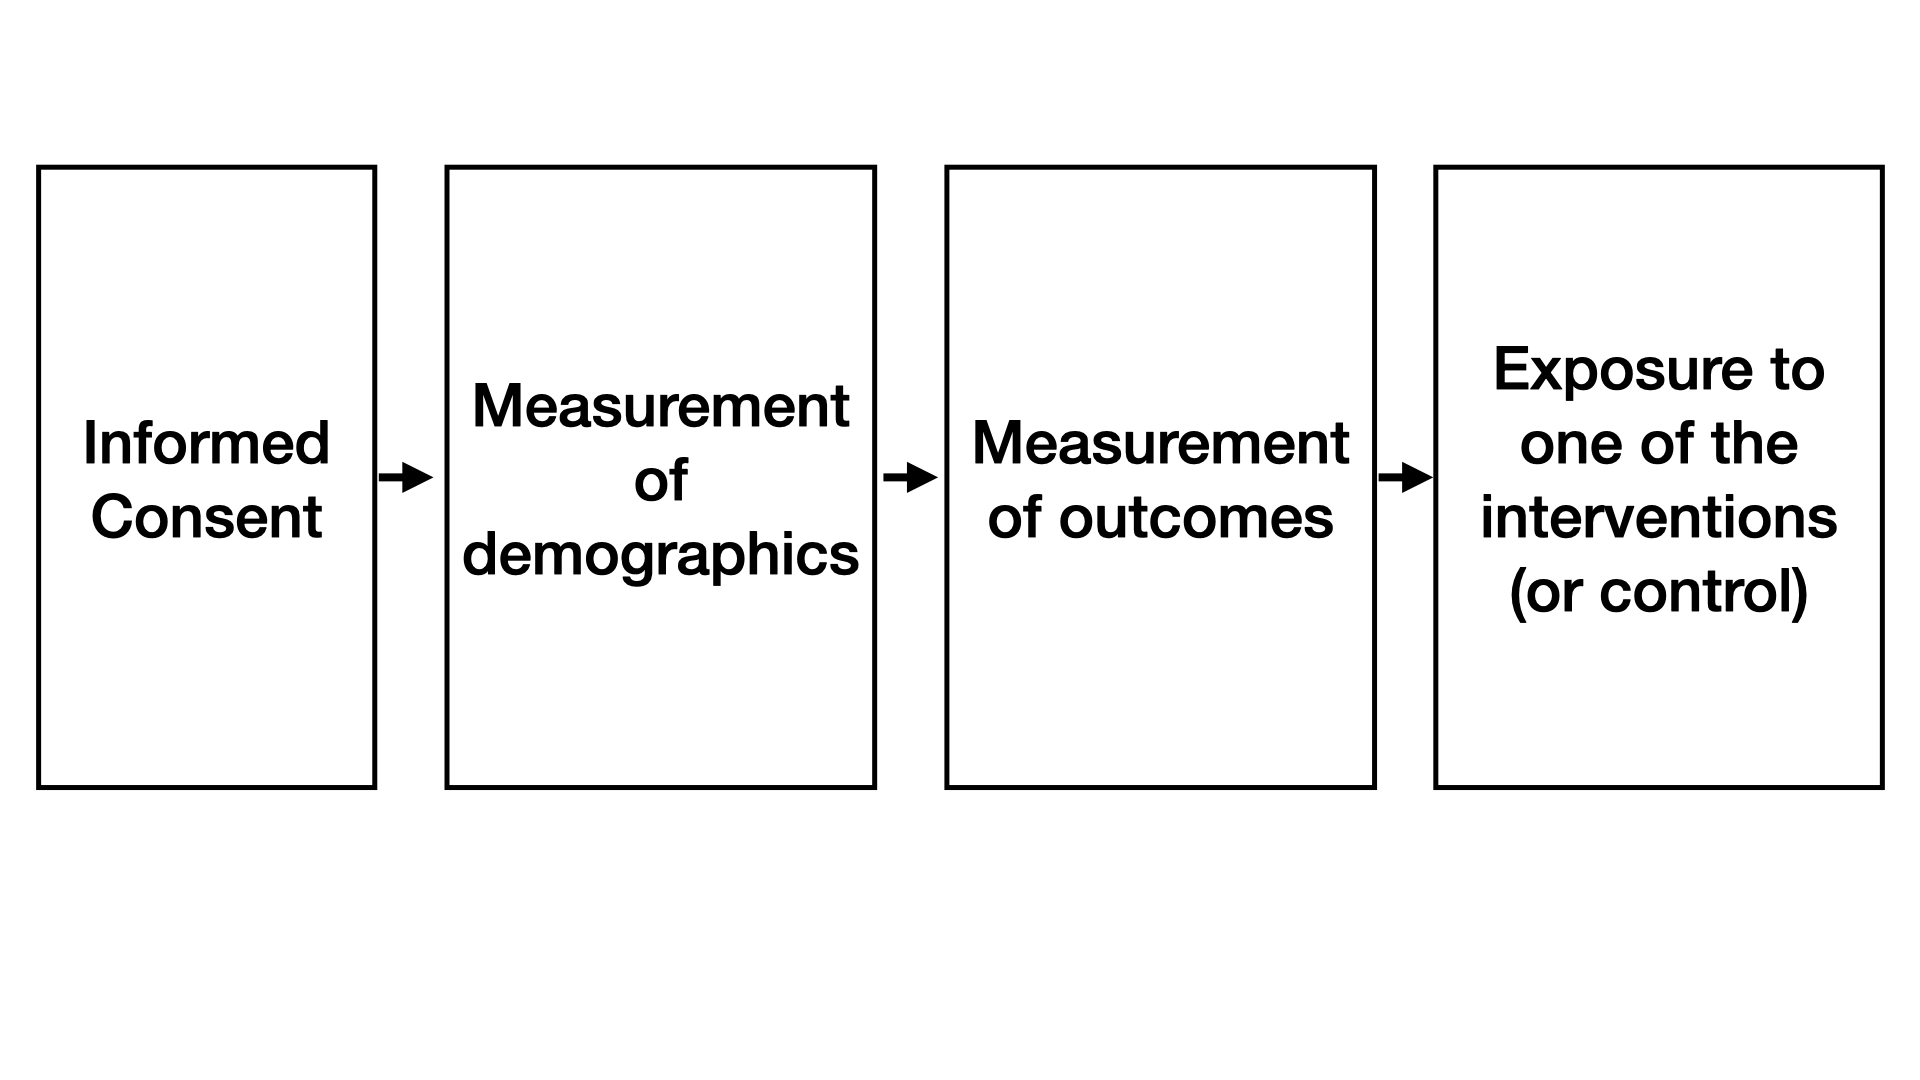 Informed
Consent
Measurement
of
demographics
Measurement
of outcomes
Exposure to
one of the
interventions
(or control)